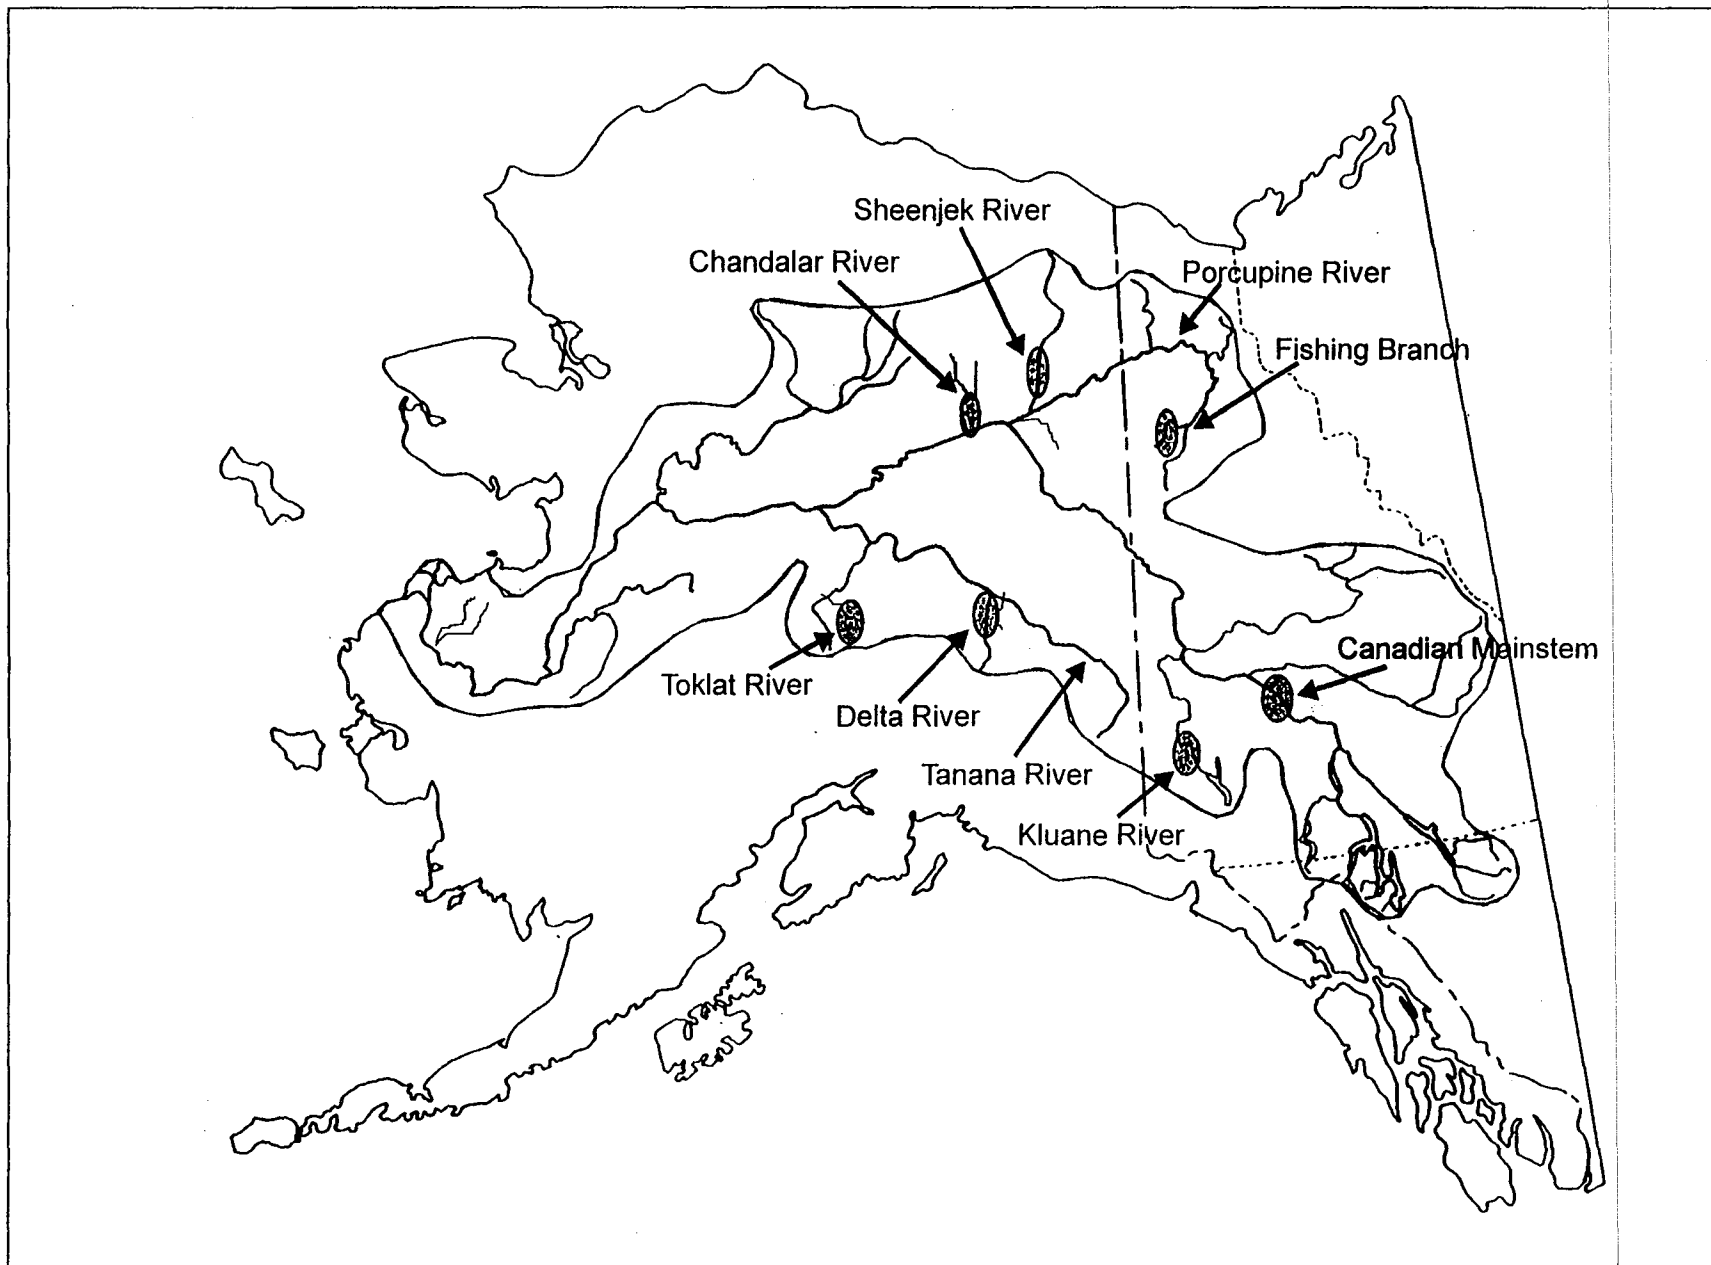 Sheenjek River
Chandalar River
Porcupine River
Fishing Branch
Canadian Mainstem
Toklat River
Delta River
Tanana River
Kluane River